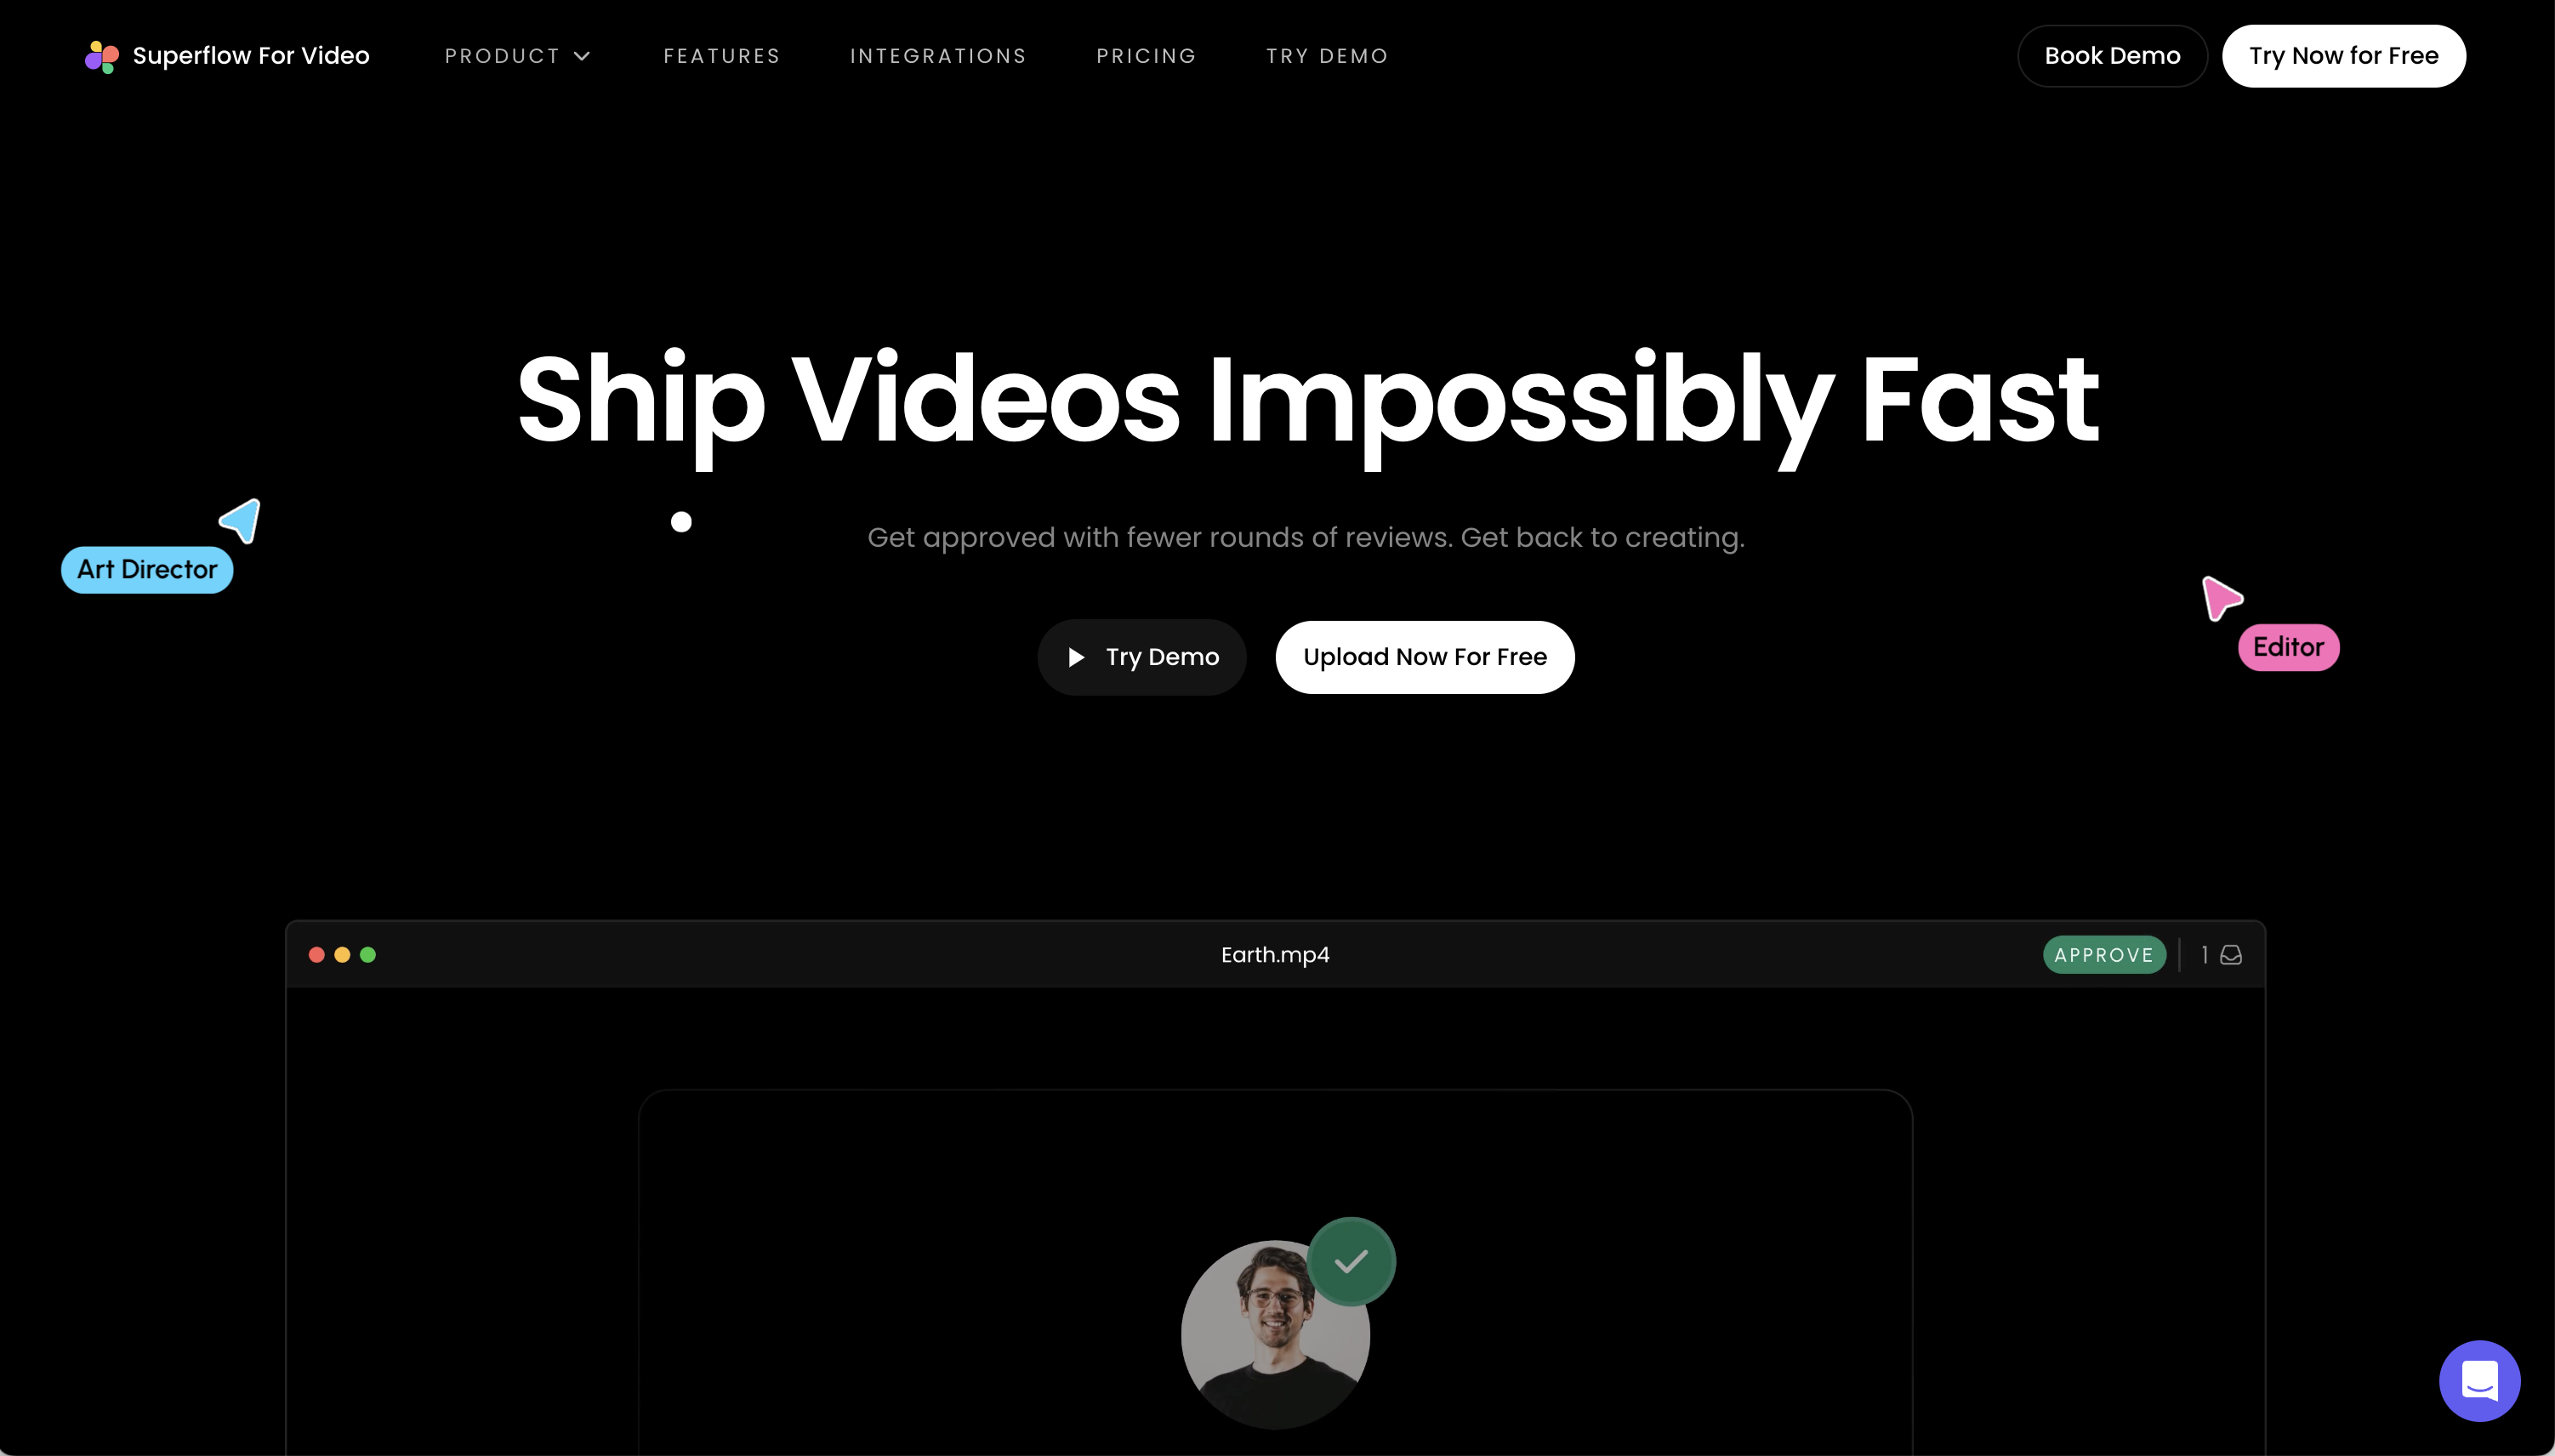 Superflow For Video
PRODUCT
FEATURES
INTEGRATIONS
PRICING
TRY DEMO
Book Demo
Try Now for Free
Ship Videos Impossibly Fast
Get approved with fewer rounds of reviews. Get back to creating.
Art Director
Editor
Try Demo
Upload Now For Free
Earth.mp4
APPROVE
1